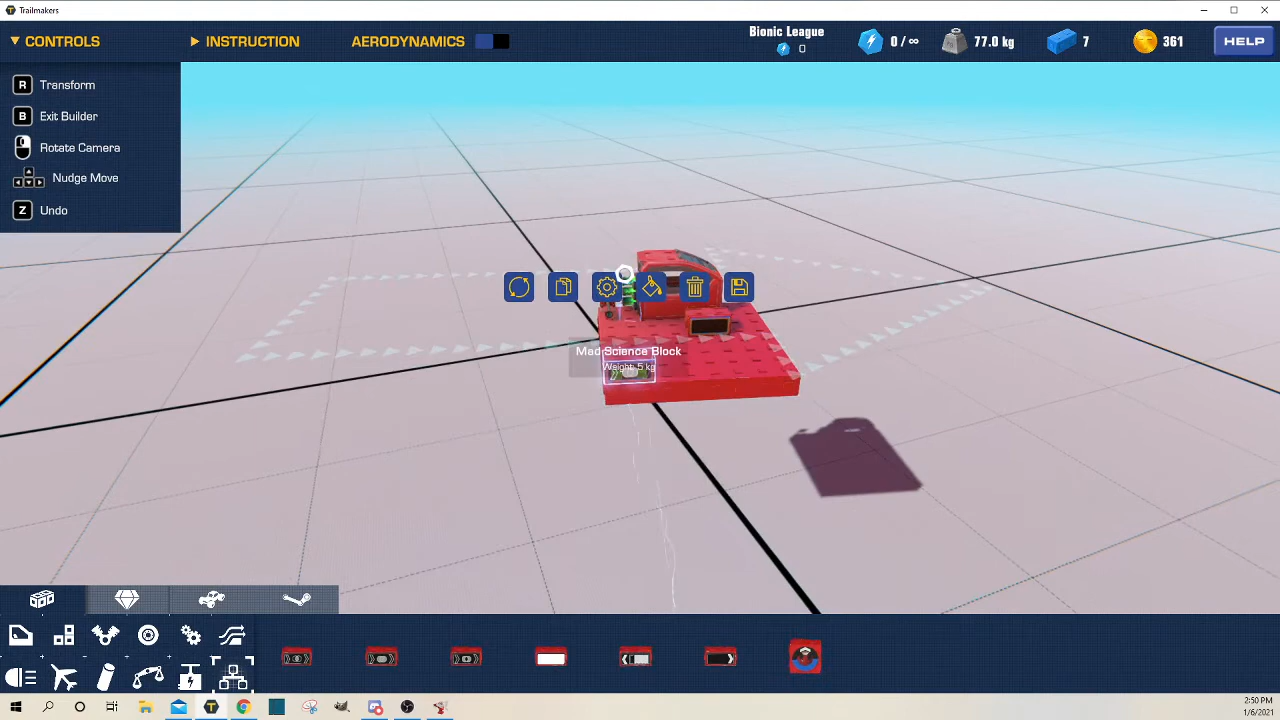 Trailmakers
CONTROLS
INSTRUCTION
AERODYNAMICS
Bionic League
0
0 / ∞
77.0 kg
7
361
HELP
R Transform
B Exit Builder
Rotate Camera
Nudge Move
Z Undo
Mad Science Block
Weight: 5 kg
2:50 PM
1/6/2021